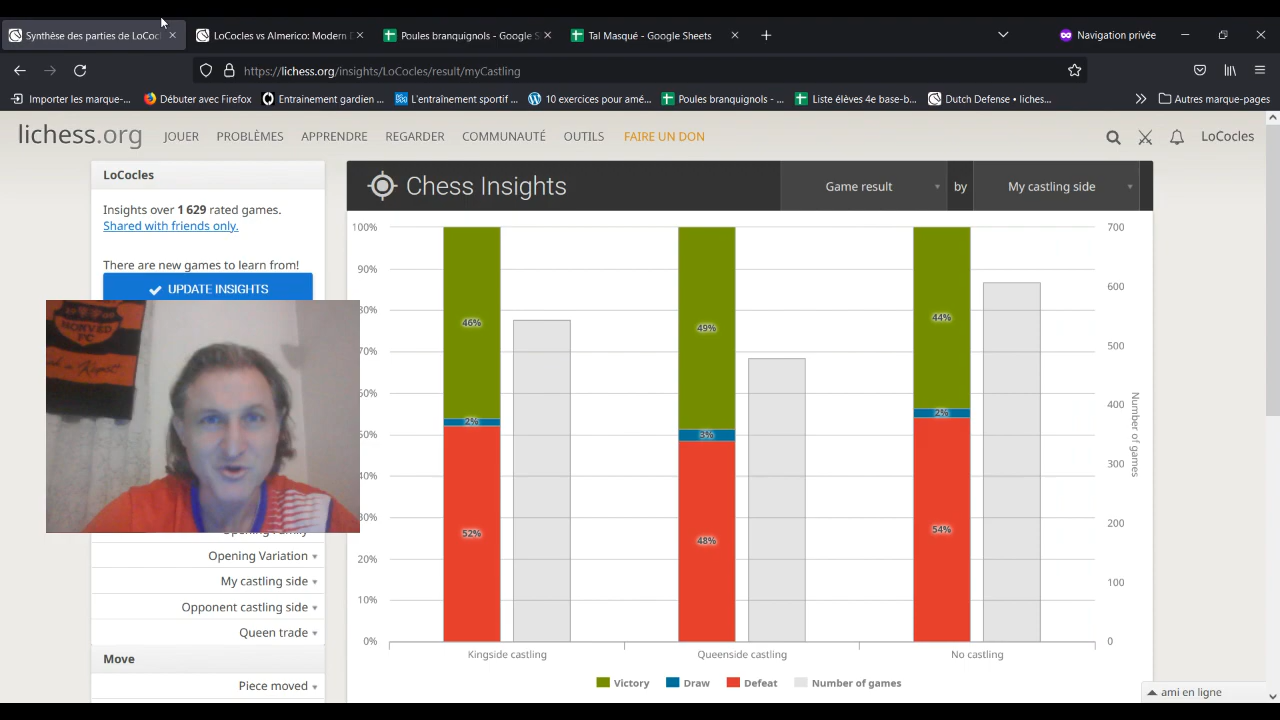 Synthèse des parties de LoCoc
LoCocles vs Almerico: Modern D
Poules branquignols - Google S
Tal Masqué - Google Sheets
Navigation privée
https://lichess.org/insights/LoCocles/result/myCastling
Importer les marque-...
Débuter avec Firefox
Entrainement gardien ...
L'entraînement sportif ...
10 exercices pour amé...
Poules branquignols - ...
Liste élèves 4e base-b...
Dutch Defense • liches...
Autres marque-pages
lichess.org
JOUER
PROBLÈMES
APPRENDRE
REGARDER
COMMUNAUTÉ
OUTILS
FAIRE UN DON
LoCocles
LoCocles
Insights over 1 629 rated games.
Shared with friends only.
There are new games to learn from!
UPDATE INSIGHTS
HONVED
FC
Opening Family
Opening Variation
My castling side
Opponent castling side
Queen trade
Move
Piece moved
Chess Insights
Game result
by
My castling side
100%
90%
80%
70%
60%
50%
40%
30%
20%
10%
0%
46%
2%
52%
49%
3%
48%
44%
2%
54%
700
600
500
400
300
200
100
0
Number of games
Kingside castling
Queenside castling
No castling
Victory
Draw
Defeat
Number of games
ami en ligne